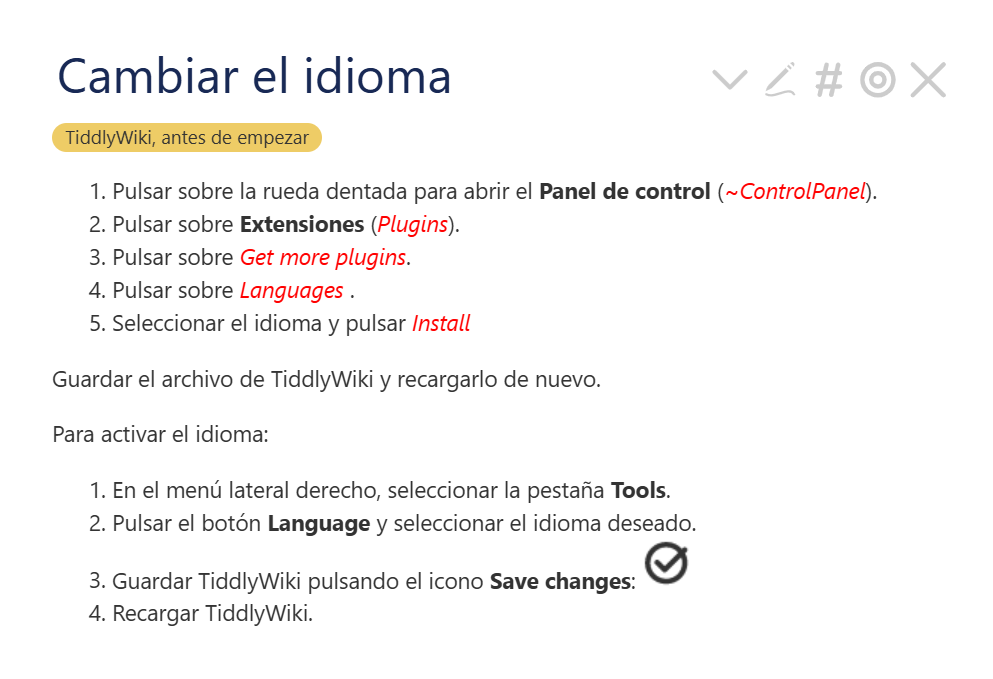 Cambiar el idioma
TiddlyWiki, antes de empezar
1. Pulsar sobre la rueda dentada para abrir el Panel de control (~ControlPanel).
2. Pulsar sobre Extensiones (Plugins).
3. Pulsar sobre Get more plugins.
4. Pulsar sobre Languages .
5. Seleccionar el idioma y pulsar Install
Guardar el archivo de TiddlyWiki y recargarlo de nuevo.
Para activar el idioma:
1. En el menú lateral derecho, seleccionar la pestaña Tools.
2. Pulsar el botón Language y seleccionar el idioma deseado.
3. Guardar TiddlyWiki pulsando el icono Save changes:
4. Recargar TiddlyWiki.